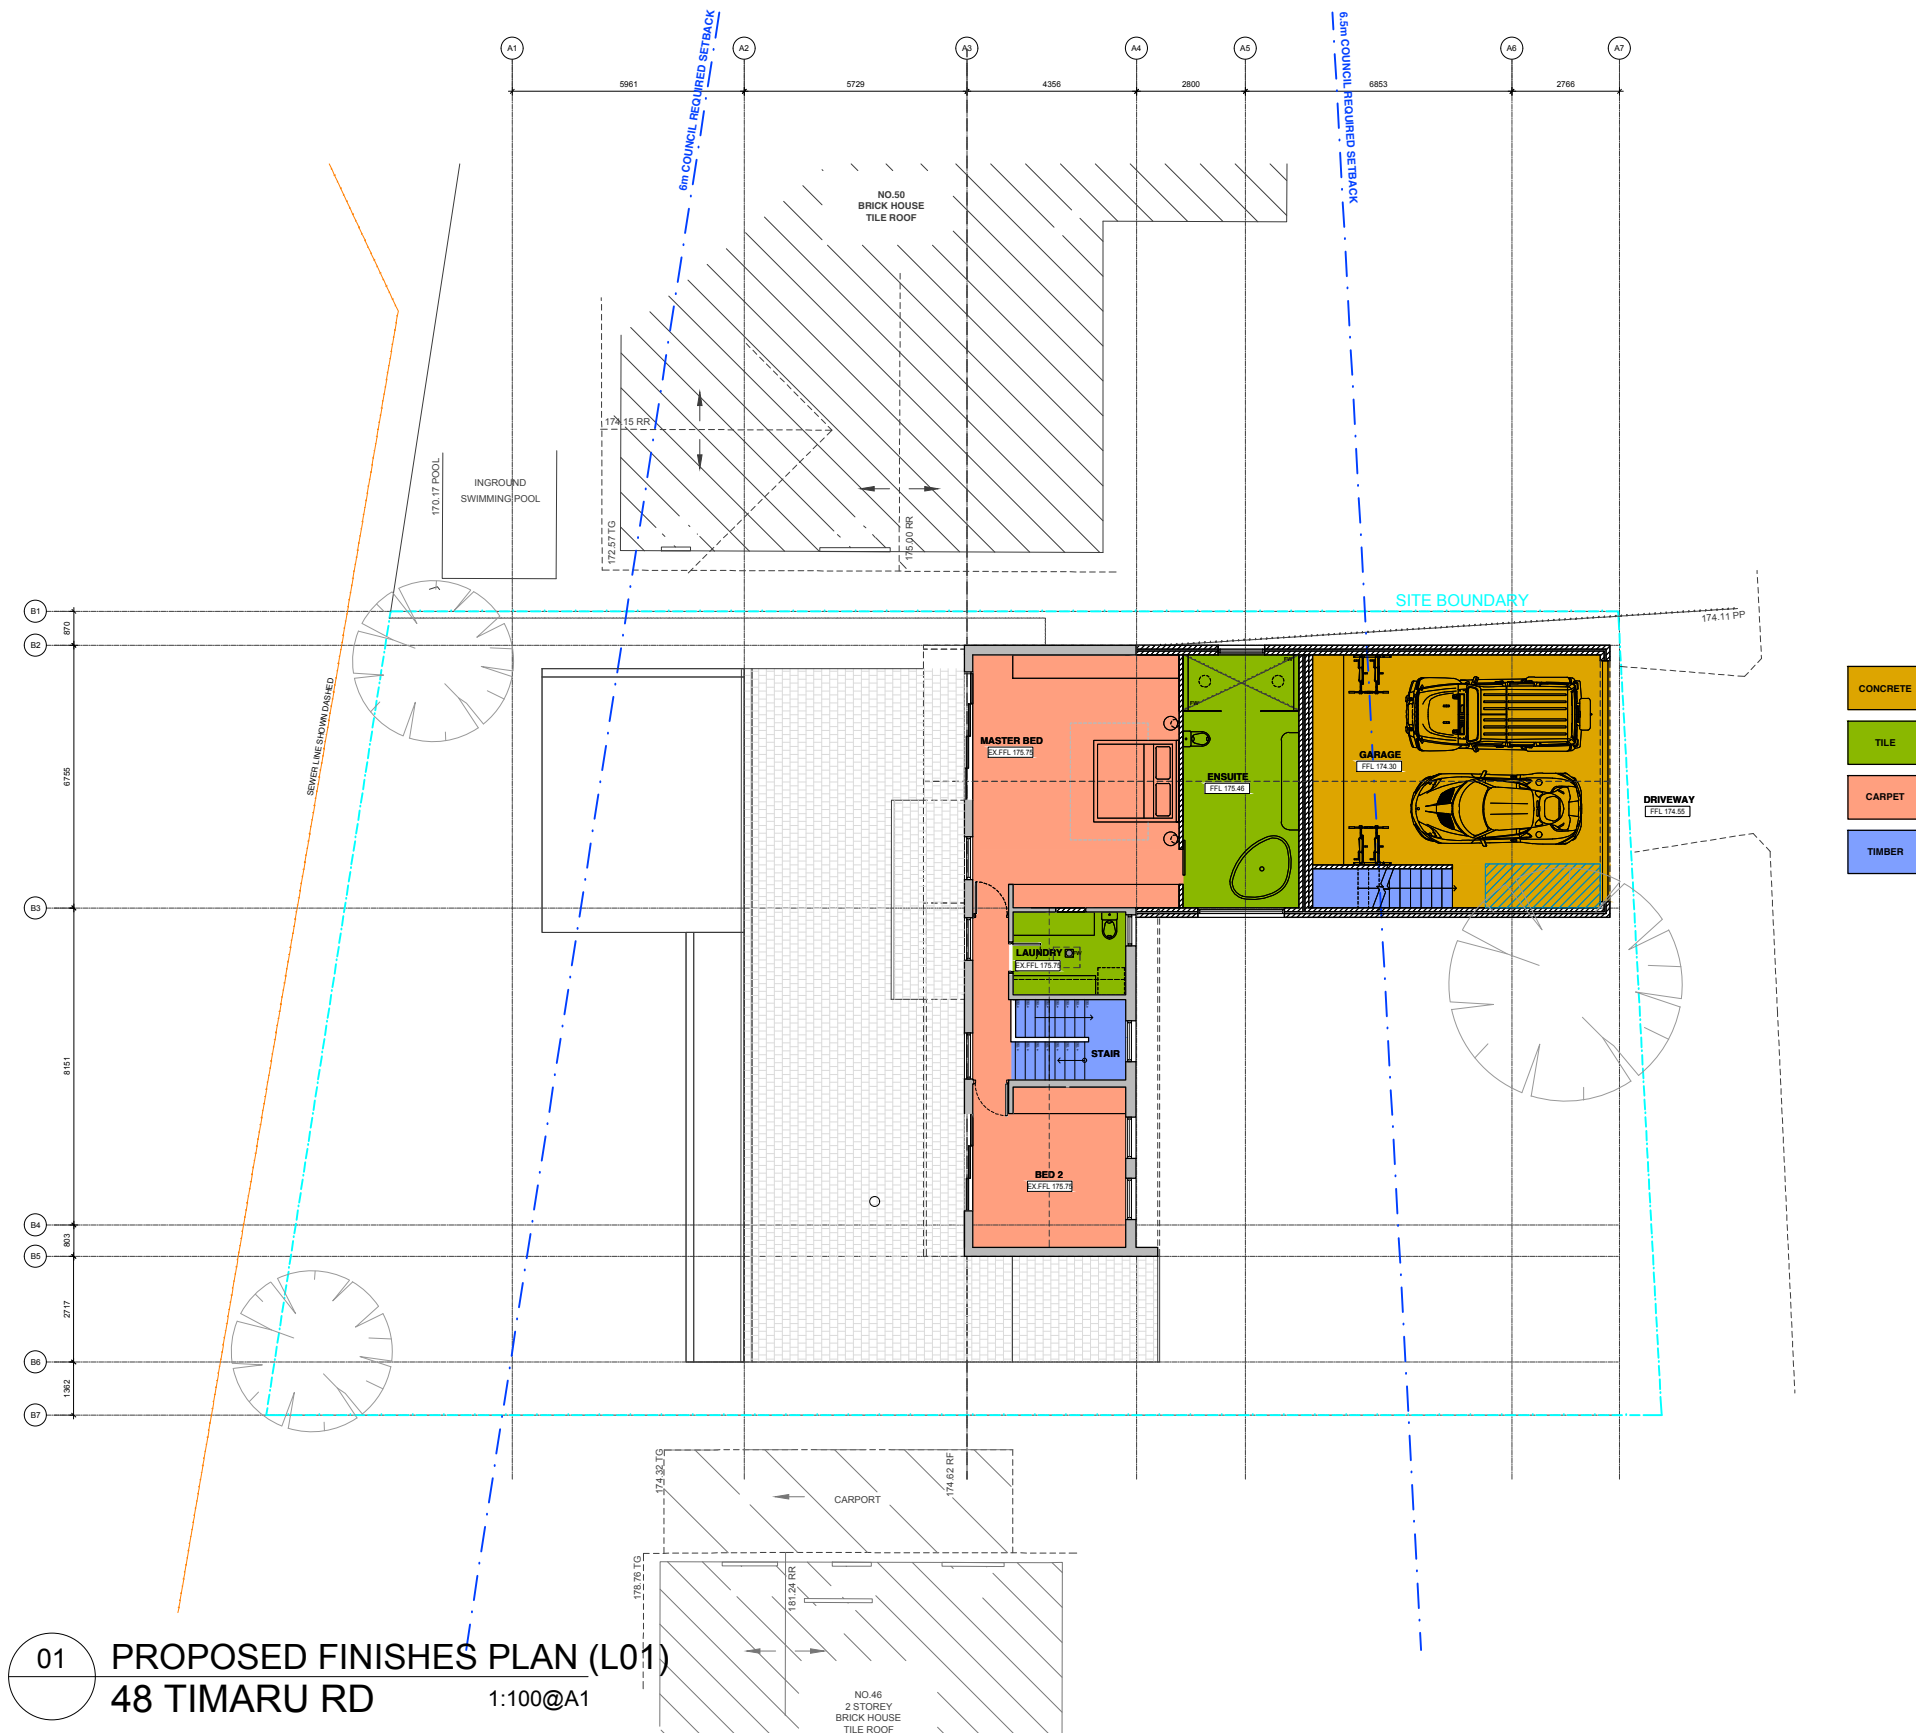 A1
A2
A3
A4
A5
A6
A7
5961
5729
4356
2800
6853
2766
6m COUNCIL REQUIRED SETBACK
6.5m COUNCIL REQUIRED SETBACK
NO.50
BRICK HOUSE
TILE ROOF
174.15 RR
170.17 POOL
INGROUND
SWIMMING POOL
172.57 TG
175.00 RR
SITE BOUNDARY
174.11 PP
B1
870
B2
6755
B3
8151
B4
803
B5
2717
B6
1362
B7
SEWER LINE SHOWN DASHED
MASTER BED
EX.FFL 175.75
ENSUITE
FFL 175.46
FW
FW
GARAGE
FFL 174.30
DRIVEWAY
FFL 174.55
CONCRETE
TILE
CARPET
TIMBER
LAUNDRY
EX.FFL 175.75
STAIR
BED 2
EX.FFL 175.75
174.32 TG
CARPORT
174.62 RF
178.76 TG
181.24 RR
NO.46
2 STOREY
BRICK HOUSE
TILE ROOF
01
PROPOSED FINISHES PLAN (L01)
48 TIMARU RD
1:100@A1